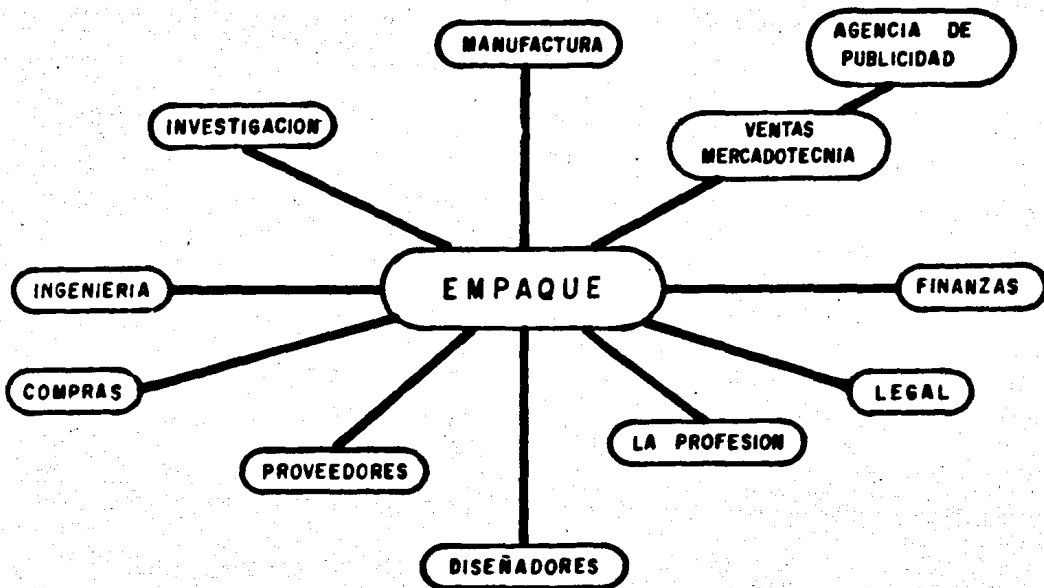 AGENCIA DE
PUBLICIDAD
MANUFACTURA
INVESTIGACION
VENTAS
MERCADOTECNIA
EMPAQUE
INGENIERIA
FINANZAS
COMPRAS
LEGAL
LA PROFESION
PROVEEDORES
DISEÑADORES